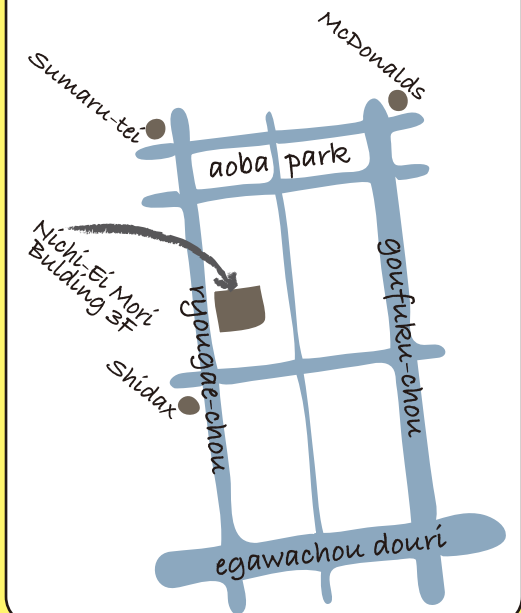 McDonalds
Sumaru-tei
aoba park
Nichi-Ei Mori
Bulding 3F
ryougae-chou
goufuku-chou
Shidax
egawachou douri